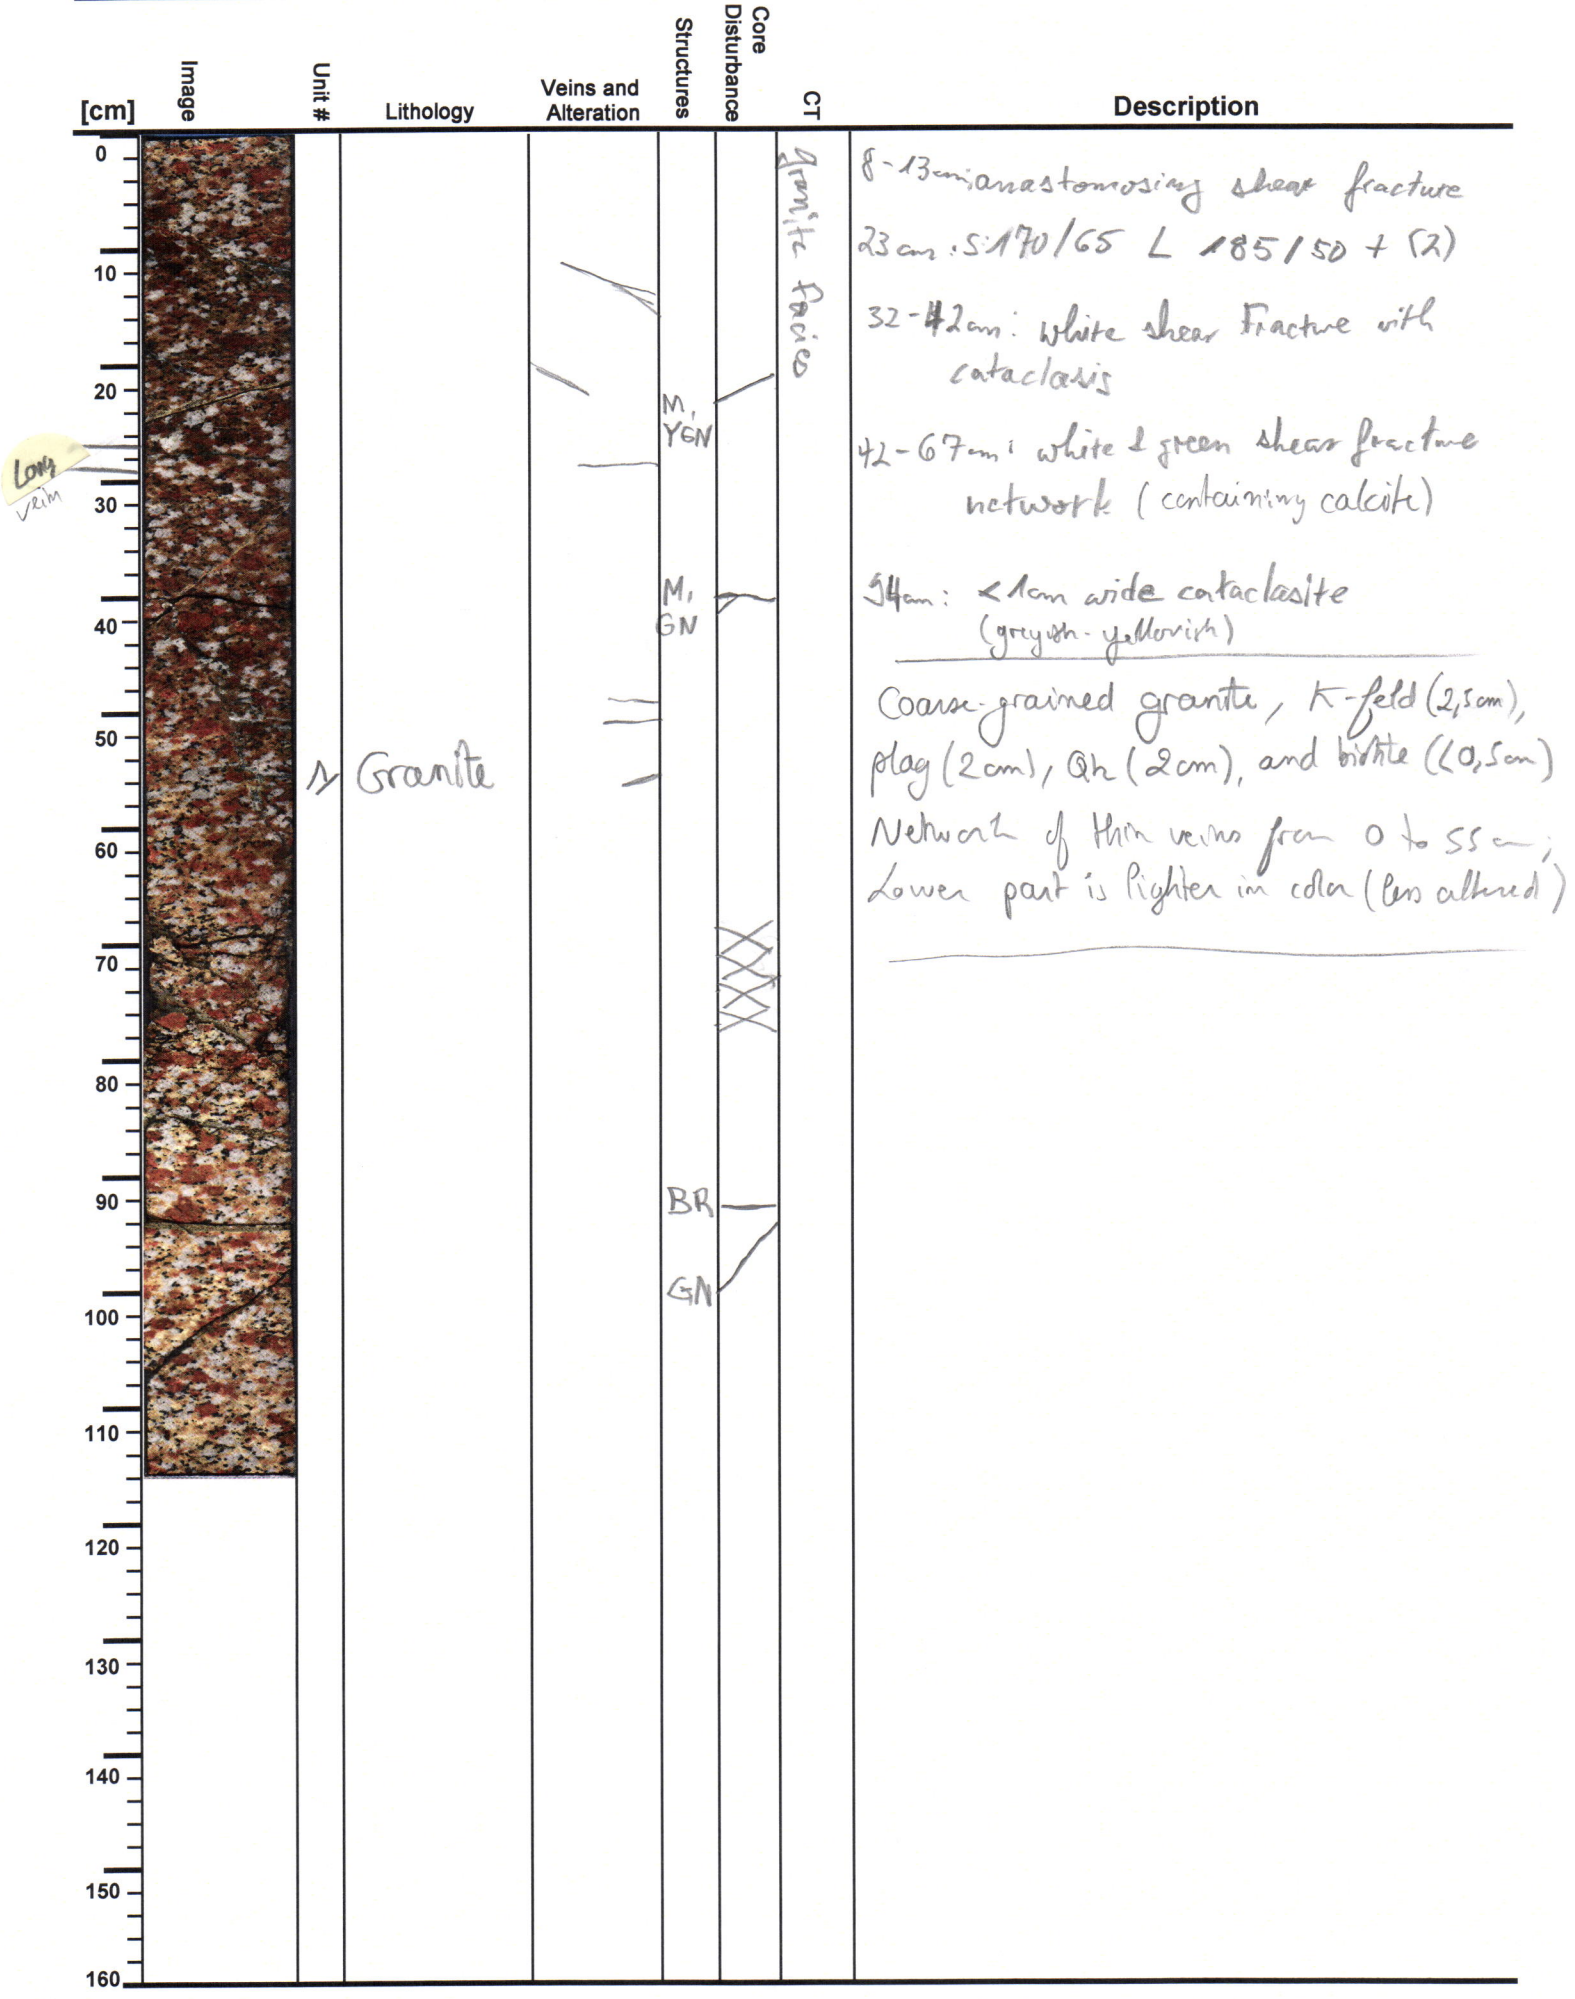 [cm]
Image
Unit #
Lithology
Veins and
Alteration
Structures
Core
Disturbance
CT
Description
0
10
20
30
40
50
60
70
80
90
100
110
120
130
140
150
160
Long
vein
1
Granite
M,
YGN
M,
GN
BR
GN
granite facies
8-13cm: anastomosing shear fracture
23cm: S:170/65 L 185/50 + (2)
32-42cm: white shear Fracture with
cataclasis
42-67cm: white & green shear fracture
network (containing calcite)
94cm: <1cm wide cataclasite
(greyish-yellowish)
Coarse-grained granite, K-feld (2,5cm),
plag (2cm), Qtz (2cm), and biotite (<0,5cm)
Network of thin veins from 0 to 55 cm;
Lower part is lighter in color (less altered)